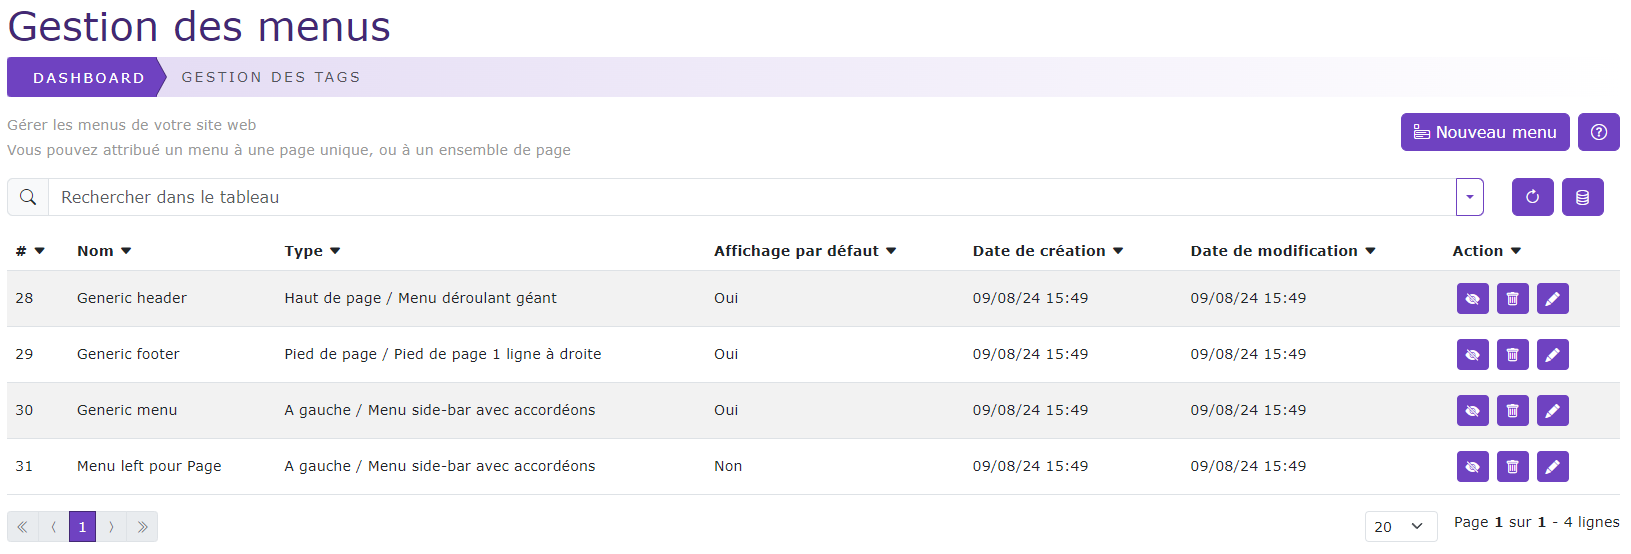 Gestion des menus
DASHBOARD GESTION DES TAGS
Gérer les menus de votre site web
Vous pouvez attribué un menu à une page unique, ou à un ensemble de page
Nouveau menu
Rechercher dans le tableau
# Nom Type Affichage par défaut Date de création Date de modification Action
28 Generic header Haut de page / Menu déroulant géant Oui 09/08/24 15:49 09/08/24 15:49
29 Generic footer Pied de page / Pied de page 1 ligne à droite Oui 09/08/24 15:49 09/08/24 15:49
30 Generic menu A gauche / Menu side-bar avec accordéons Oui 09/08/24 15:49 09/08/24 15:49
31 Menu left pour Page A gauche / Menu side-bar avec accordéons Non 09/08/24 15:49 09/08/24 15:49
« ‹ 1 › » 20 Page 1 sur 1 - 4 lignes